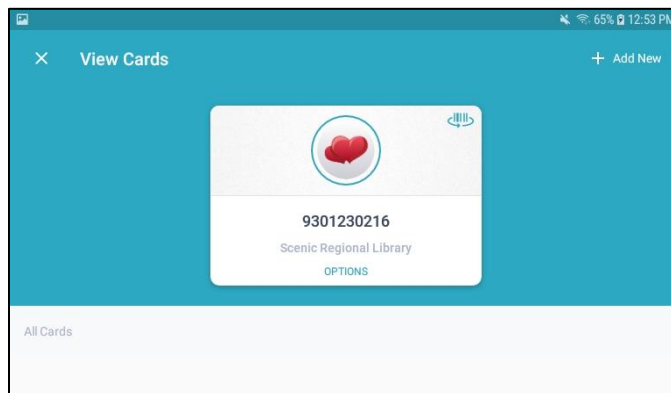 65% 12:53 PM
View Cards
+ Add New
9301230216
Scenic Regional Library
OPTIONS
All Cards